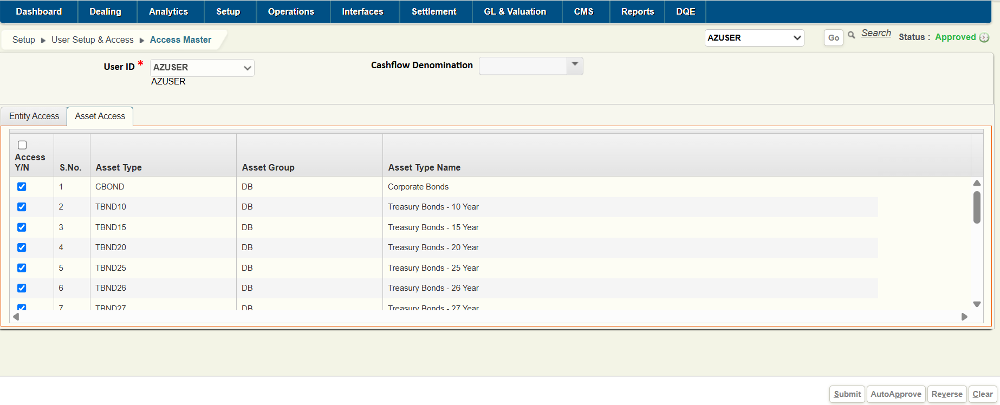 Dashboard Dealing Analytics Setup Operations Interfaces Settlement GL & Valuation CMS Reports DQE
Setup User Setup & Access Access Master AZUSER Go Search Status : Approved
User ID * AZUSER Cashflow Denomination
AZUSER
Entity Access Asset Access
Access
Y/N S.No. Asset Type Asset Group Asset Type Name
1 CBOND DB Corporate Bonds
2 TBND10 DB Treasury Bonds - 10 Year
3 TBND15 DB Treasury Bonds - 15 Year
4 TBND20 DB Treasury Bonds - 20 Year
5 TBND25 DB Treasury Bonds - 25 Year
6 TBND26 DB Treasury Bonds - 26 Year
7 TBND27 DB Treasury Bonds - 27 Year
Submit AutoApprove Reverse Clear